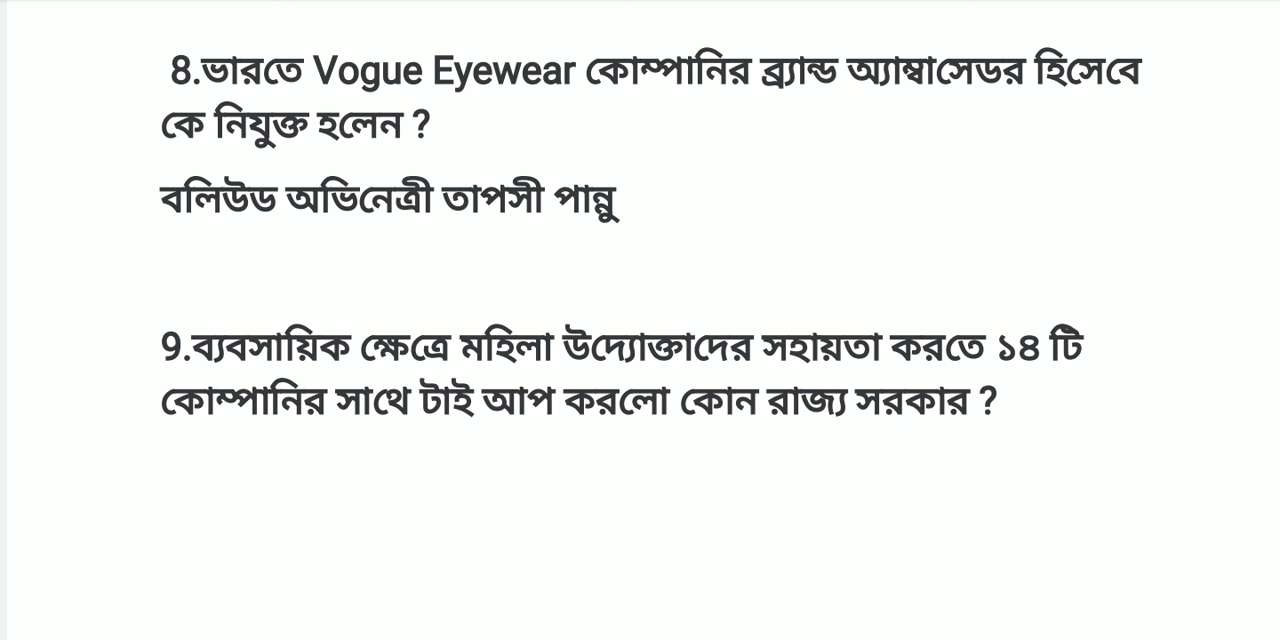 8.ভারতে Vogue Eyewear কোম্পানির ব্র্যান্ড অ্যাম্বাসেডর হিসেবে
কে নিযুক্ত হলেন ?
বলিউড অভিনেত্রী তাপসী পান্নু
9.ব্যবসায়িক ক্ষেত্রে মহিলা উদ্যোক্তাদের সহায়তা করতে ১৪ টি
কোম্পানির সাথে টাই আপ করলো কোন রাজ্য সরকার ?